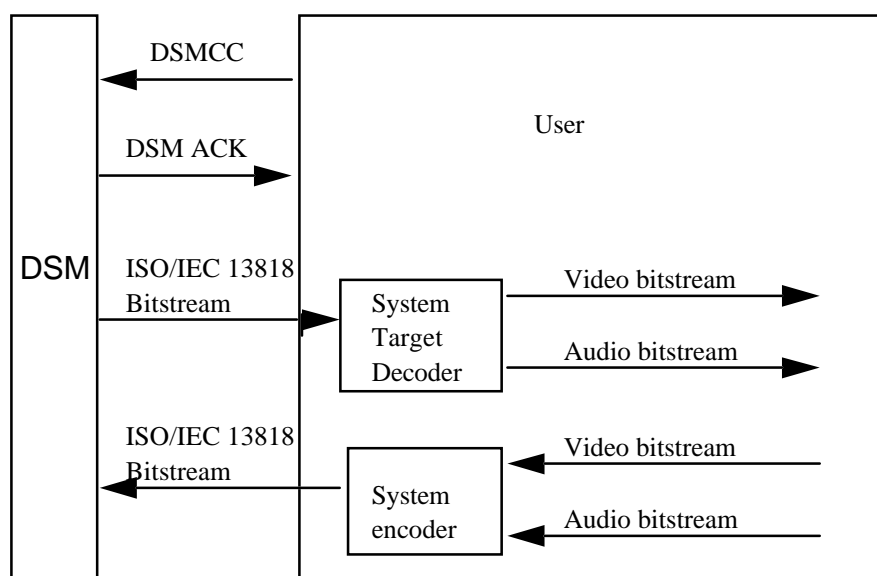 DSMCC
User
DSM ACK
DSM
ISO/IEC 13818
Bitstream
System
Target
Decoder
Video bitstream
Audio bitstream
ISO/IEC 13818
Bitstream
System
encoder
Video bitstream
Audio bitstream